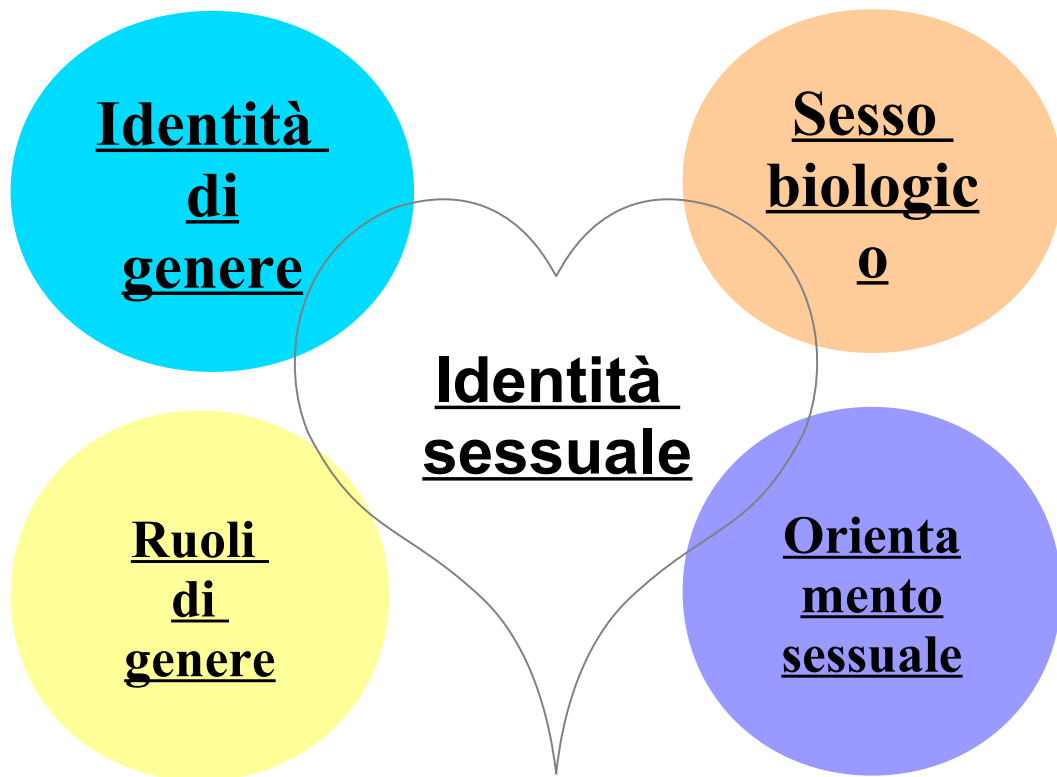 Identità
di
genere
Sesso
biologic
o
Identità
sessuale
Ruoli
di
genere
Orienta
mento
sessuale